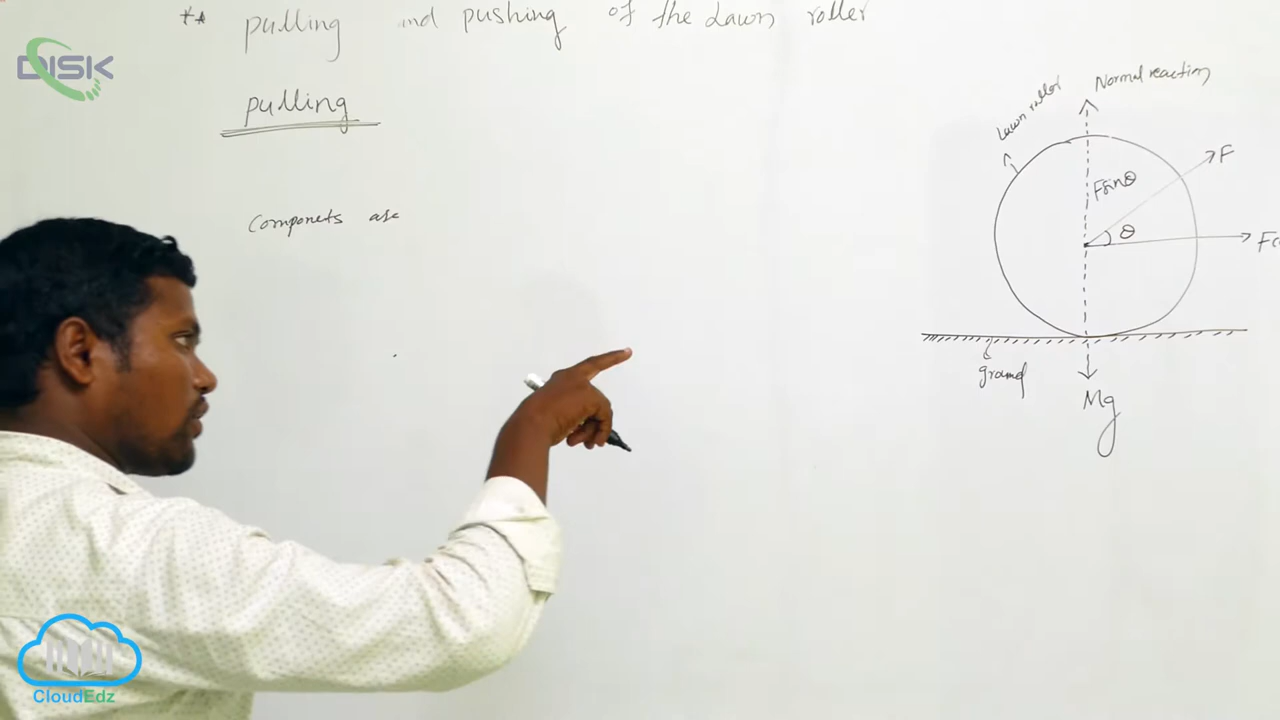 ** pulling and pushing of the Lawn roller
DISK
pulling
Componets are
Lawn roller
Normal reaction
F
Fsinθ
θ
ground
Mg
CloudEdz